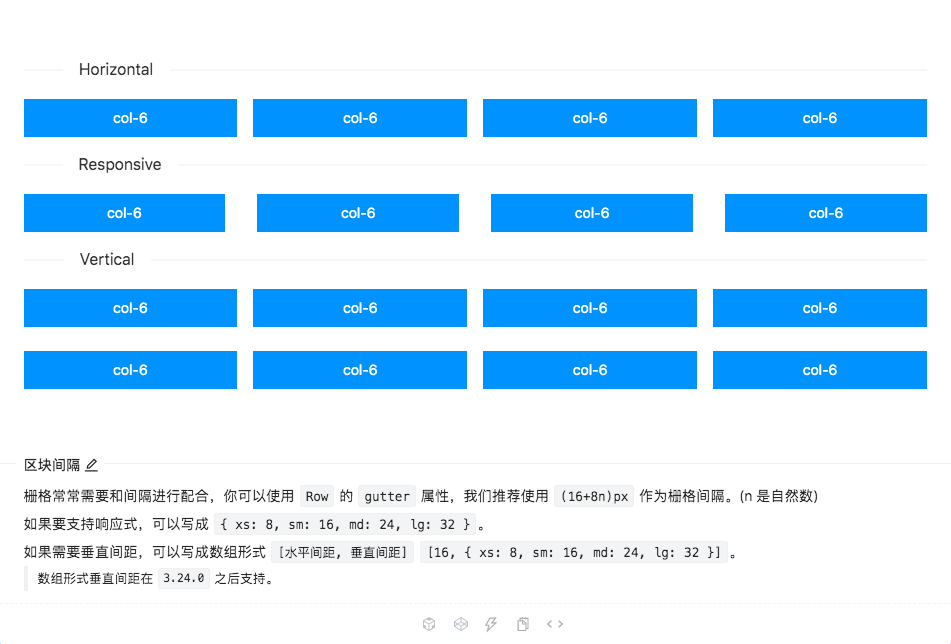 Horizontal
col-6 col-6 col-6 col-6
Responsive
col-6 col-6 col-6 col-6
Vertical
col-6 col-6 col-6 col-6
col-6 col-6 col-6 col-6
区块间隔
栅格常常需要和间隔进行配合，你可以使用 Row 的 gutter 属性，我们推荐使用 (16+8n)px 作为栅格间隔。(n 是自然数)
如果要支持响应式，可以写成 { xs: 8, sm: 16, md: 24, lg: 32 } 。
如果需要垂直间距，可以写成数组形式 [水平间距, 垂直间距] [16, { xs: 8, sm: 16, md: 24, lg: 32 }] 。
数组形式垂直间距在 3.24.0 之后支持。